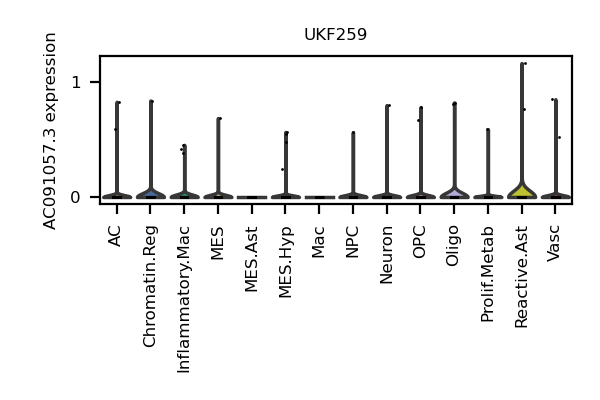 UKF259
AC091057.3 expression
1
0
AC
Chromatin.Reg
Inflammatory.Mac
MES
MES.Ast
MES.Hyp
Mac
NPC
Neuron
OPC
Oligo
Prolif.Metab
Reactive.Ast
Vasc